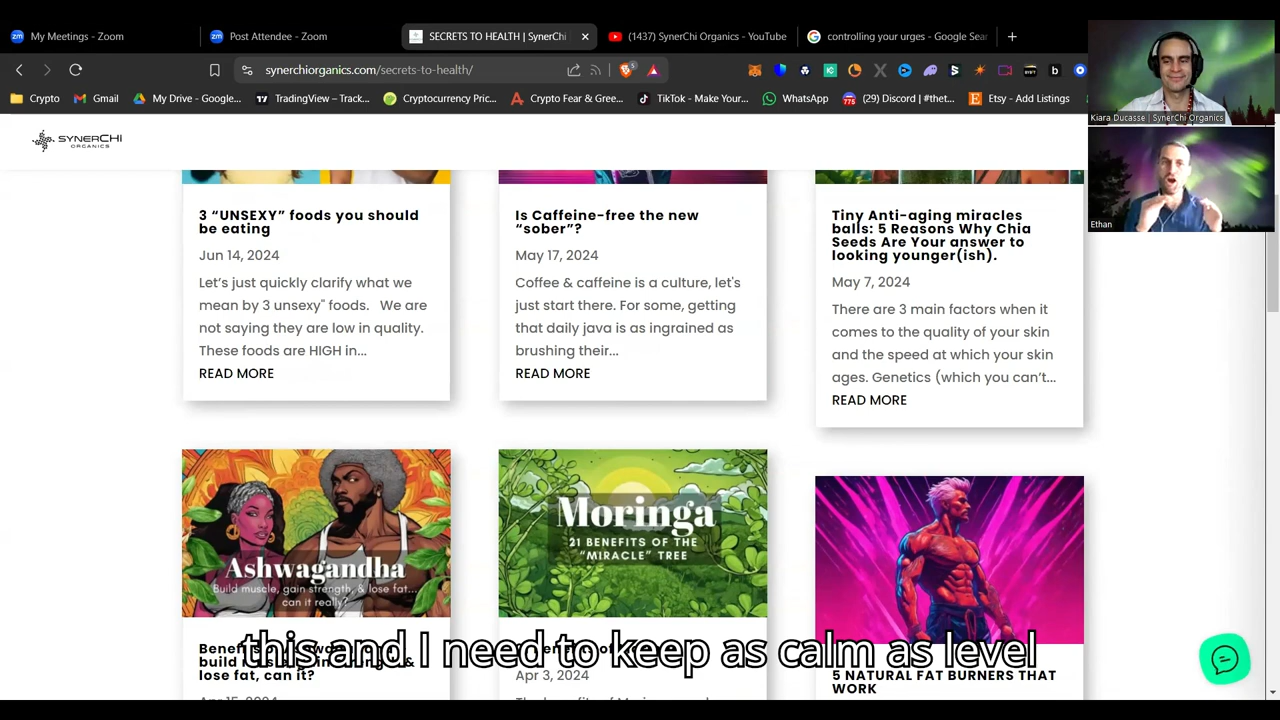 My Meetings - Zoom
Post Attendee - Zoom
SECRETS TO HEALTH | SynerChi
(1437) SynerChi Organics - YouTube
controlling your urges - Google Sea
synerchiorganics.com/secrets-to-health/
5
Crypto
Gmail
My Drive - Google...
TradingView – Track...
Cryptocurrency Pric...
Crypto Fear & Gree...
TikTok - Make Your...
WhatsApp
(29) Discord | #thet...
Etsy - Add Listings
Kiara Ducasse | SynerChi Organics
Ethan
SYNERCHI
ORGANICS
3 “UNSEXY” foods you should
be eating
Jun 14, 2024
Let’s just quickly clarify what we
mean by 3 unsexy" foods. We are
not saying they are low in quality.
These foods are HIGH in...
READ MORE
Is Caffeine-free the new
“sober”?
May 17, 2024
Coffee & caffeine is a culture, let's
just start there. For some, getting
that daily java is as ingrained as
brushing their...
READ MORE
Tiny Anti-aging miracles
balls: 5 Reasons Why Chia
Seeds Are Your answer to
looking younger(ish).
May 7, 2024
There are 3 main factors when it
comes to the quality of your skin
and the speed at which your skin
ages. Genetics (which you can’t...
READ MORE
Ashwagandha
Build muscle, gain strength, & lose fat...
can it really?
Moringa
21 BENEFITS OF THE
“MIRACLE” TREE
build
lose fat, can it?
Apr 3, 2024
5 NATURAL FAT BURNERS THAT
WORK
this and I need to keep as calm as level